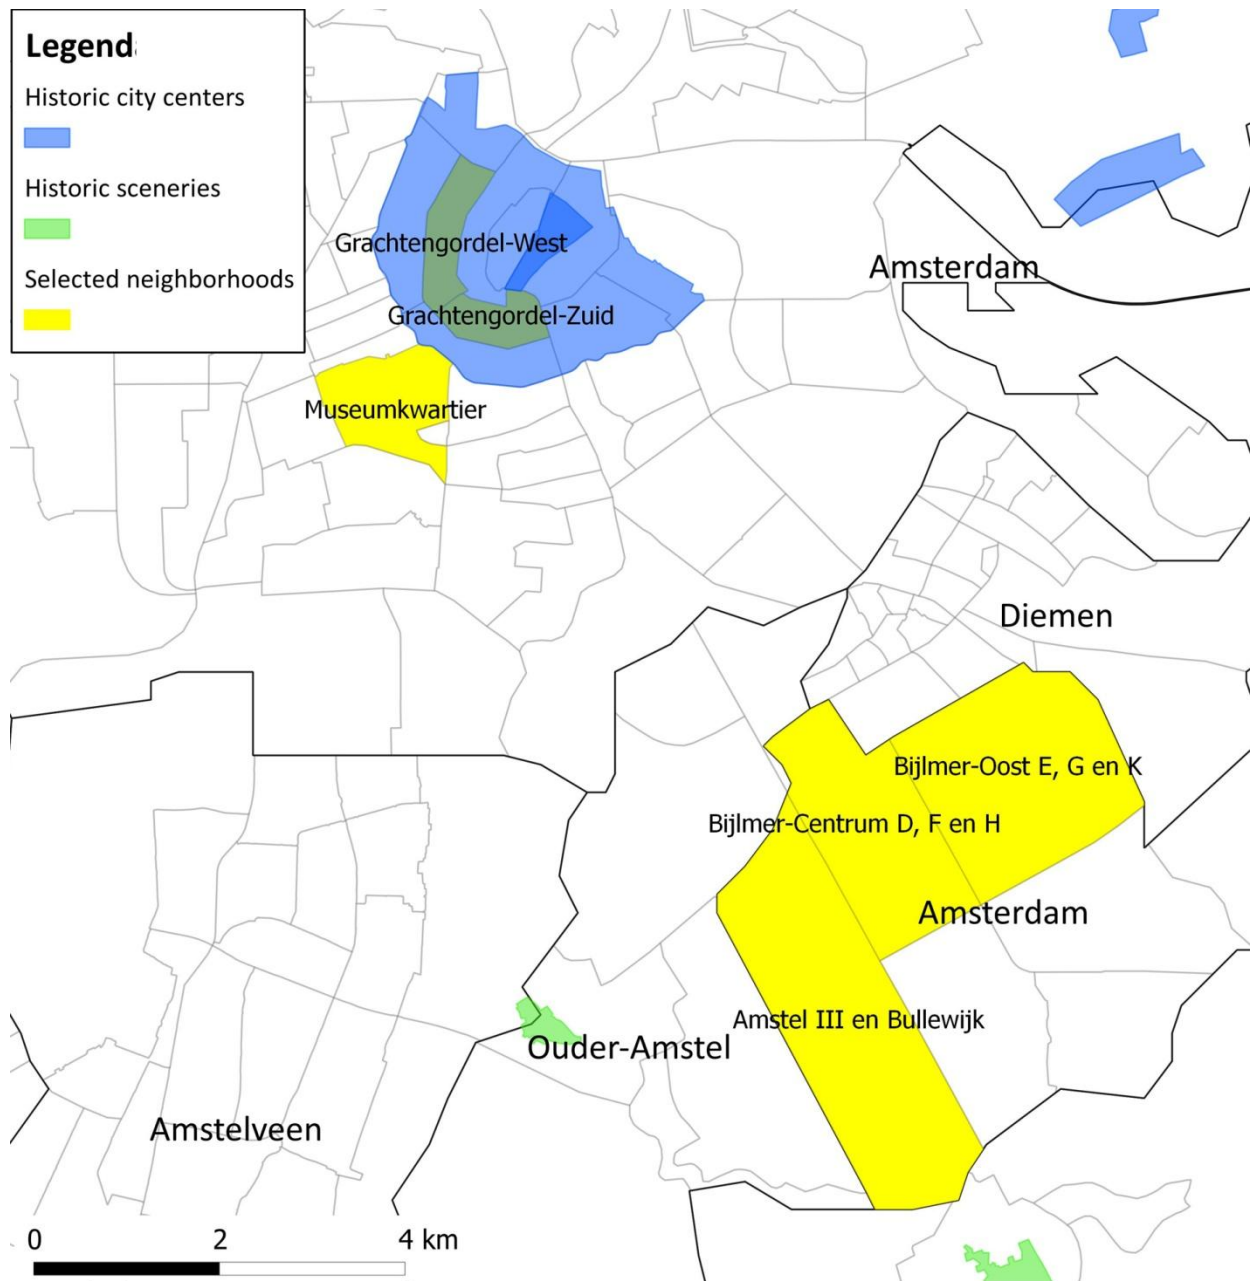 Legend
Historic city centers
Historic sceneries
Selected neighborhoods
Grachtengordel-West
Amsterdam
Grachtengordel-Zuid
Museumkwartier
Diemen
Bijlmer-Oost E, G en K
Bijlmer-Centrum D, F en H
Amsterdam
Amstel III en Bullewijk
Ouder-Amstel
Amstelveen
0 2 4 km